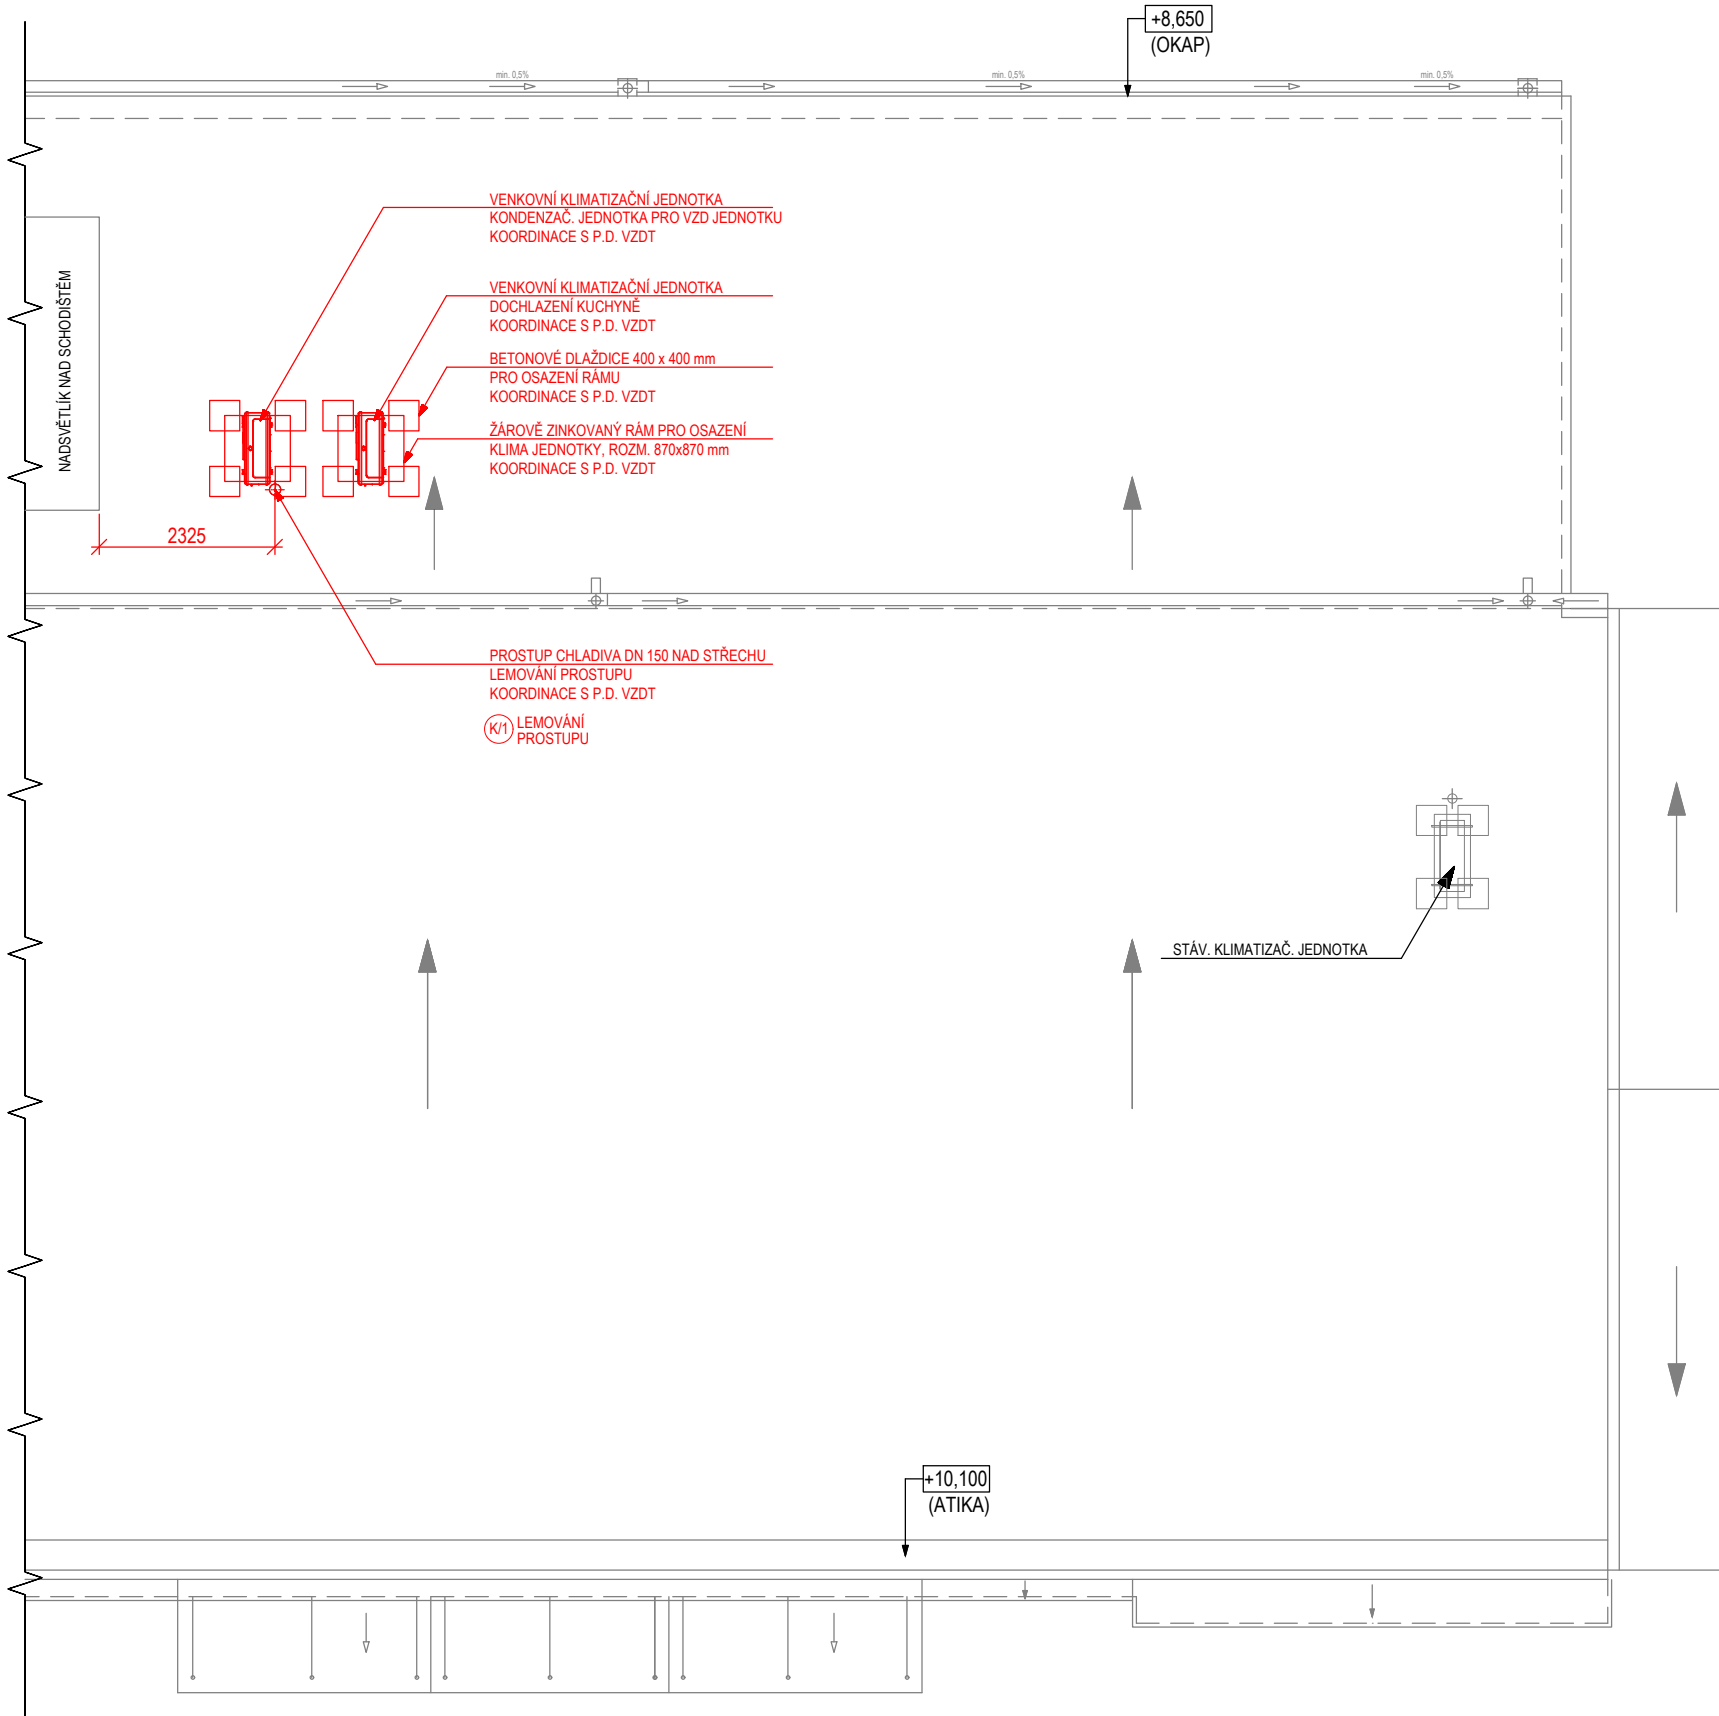 +8,650
(OKAP)
min. 0,5%
min. 0,5%
min. 0,5%
VENKOVNÍ KLIMATIZAČNÍ JEDNOTKA
KONDENZAČ. JEDNOTKA PRO VZD JEDNOTKU
KOORDINACE S P.D. VZDT
NADSVĚTLÍK NAD SCHODIŠTĚM
VENKOVNÍ KLIMATIZAČNÍ JEDNOTKA
DOCHLAZENÍ KUCHYNĚ
KOORDINACE S P.D. VZDT
BETONOVÉ DLAŽDICE 400 x 400 mm
PRO OSAZENÍ RÁMU
KOORDINACE S P.D. VZDT
ŽÁROVĚ ZINKOVANÝ RÁM PRO OSAZENÍ
KLIMA JEDNOTKY, ROZM. 870x870 mm
KOORDINACE S P.D. VZDT
2325
PROSTUP CHLADIVA DN 150 NAD STŘECHU
LEMOVÁNÍ PROSTUPU
KOORDINACE S P.D. VZDT
K/1 LEMOVÁNÍ
PROSTUPU
STÁV. KLIMATIZAČ. JEDNOTKA
+10,100
(ATIKA)